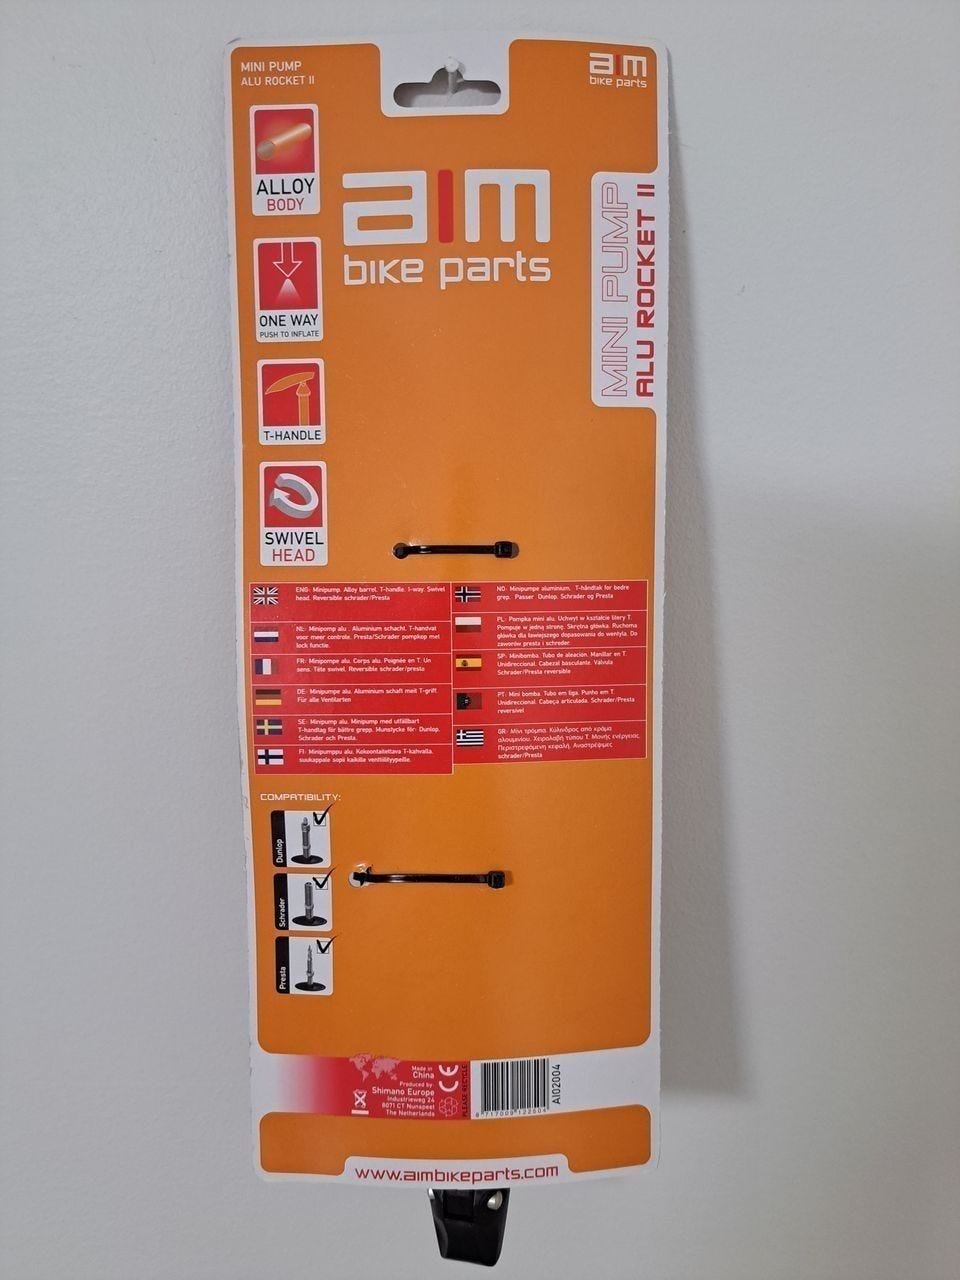 MINI PUMP
ALU ROCKET II
aim
bike parts
ALLOY
BODY
ONE WAY
PUSH TO INFLATE
T-HANDLE
SWIVEL
HEAD
aim
bike parts
MINI PUMP
ALU ROCKET II
ENG: Minipump. Alloy barrel. T-handle. 1-way. Swivel
head. Reversible schrader/Presta
NL: Minipomp alu . Aluminium schacht. T-handvat
voor meer controle. Presta/Schrader pompkop met
lock functie.
FR: Minipompe alu. Corps alu. Poignée en T. Un
sens. Tête swivel. Reversible schrader/presta
DE: Minipumpe alu. Aluminium schaft meit T-griff.
Für alle Ventilarten
SE: Minipump alu. Minipump med utfällbart
T-handtag för bättre grepp. Munstycke för: Dunlop.
Schrader och Presta.
FI: Minipumppu alu. Kokoontaitettava T-kahvalla.
suukappale sopii kaikille venttiilityypeille.
NO: Minipumpe aluminium. T-håndtak for bedre
grep. Passer Dunlop. Schrader og Presta
PL: Pompka mini alu. Uchwyt w kształcie litery T.
Pompuje w jedną stronę. Skrętna główka. Ruchoma
główka dla ławiejszego dopasowania do wentyla. Do
zaworów presta i schrader.
SP: Minibomba. Tubo de aleación. Manillar en T.
Unidireccional. Cabezal basculante. Válvula
Schrader/Presta reversible
PT: Mini bomba. Tubo em liga. Punho em T.
Unidireccional. Cabeça articulada. Schrader/Presta
reversível
GR: Μίνι τρόμπα. Κύλινδρος από κράμα
αλουμινίου. Χειρολαβή τύπου Τ. Μονής ενέργειας.
Περιστρεφόμενη κεφαλή. Αναστρέψιμες
schrader/Presta
COMPATIBILITY:
Dunlop
Schrader
Presta
Made in
China
Produced by:
Shimano Europe
Industrieweg 24
8071 CT Nunspeet
The Netherlands
CE
PLEASE RECYCLE
8 717009 122504
AI02004
www.aimbikeparts.com